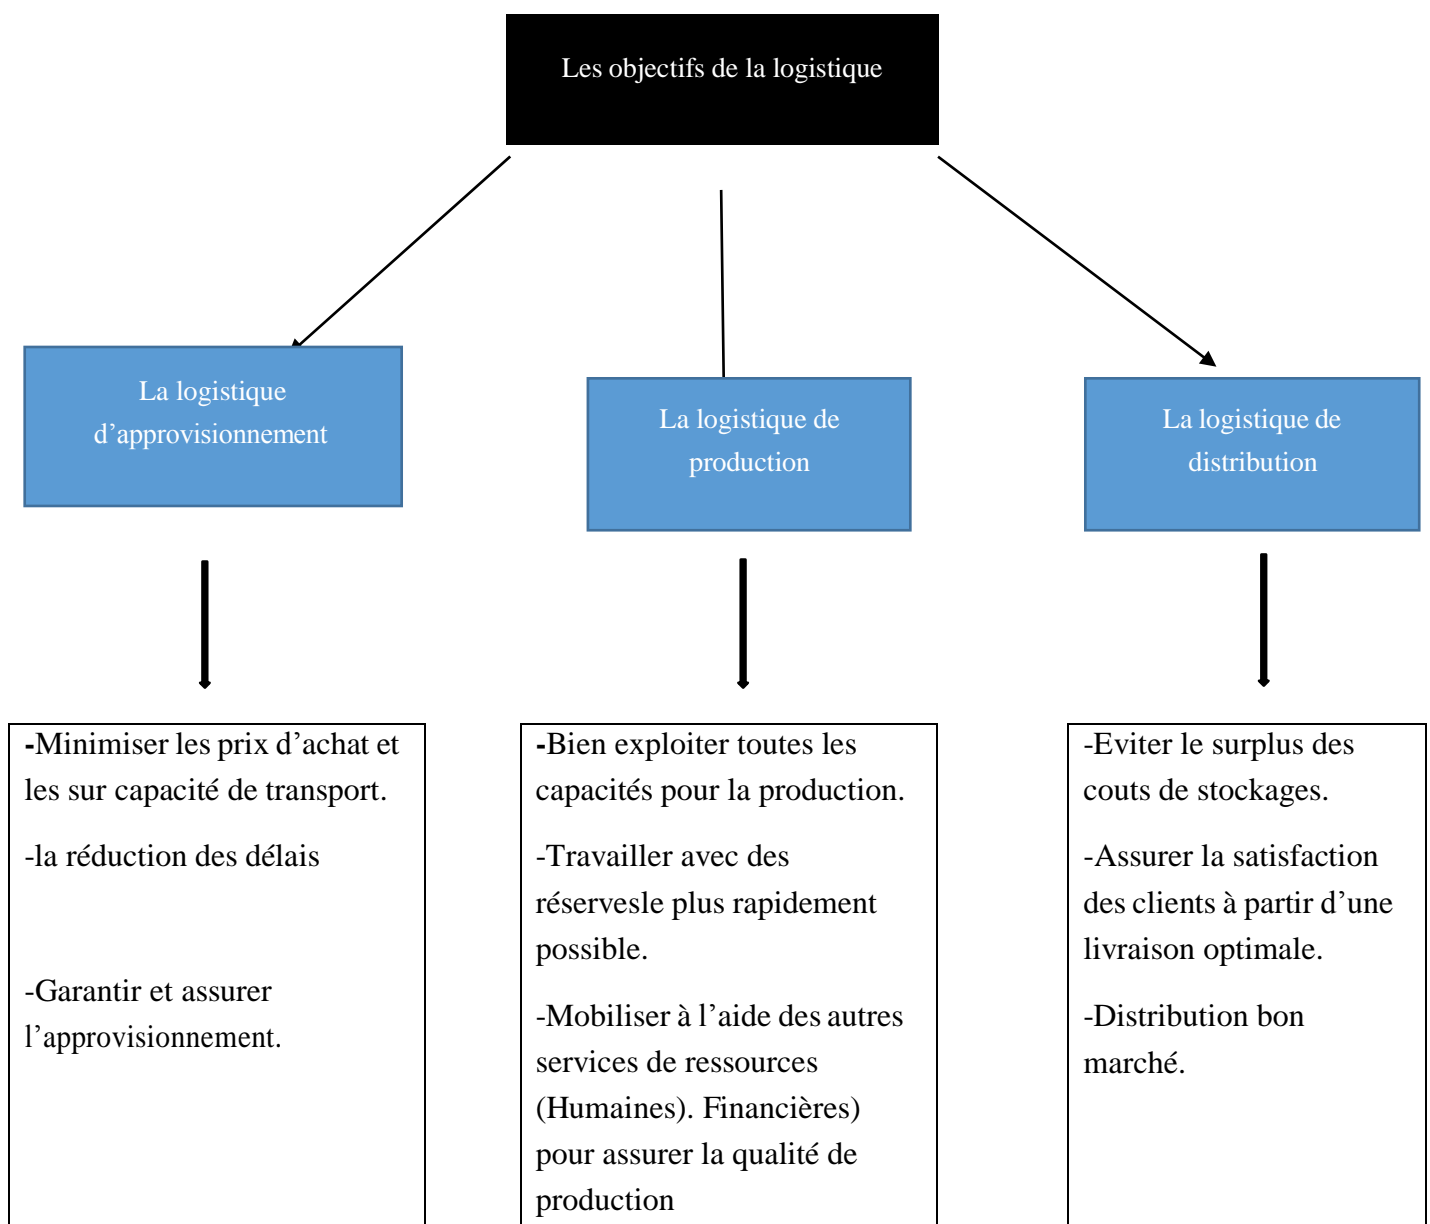 Les objectifs de la logistique
La logistique
d’approvisionnement
La logistique de
production
La logistique de
distribution
-Minimiser les prix d’achat et
les sur capacité de transport.
-la réduction des délais
-Garantir et assurer
l’approvisionnement.
-Bien exploiter toutes les
capacités pour la production.
-Travailler avec des
réservesle plus rapidement
possible.
-Mobiliser à l’aide des autres
services de ressources
(Humaines). Financières)
pour assurer la qualité de
production
-Eviter le surplus des
couts de stockages.
-Assurer la satisfaction
des clients à partir d’une
livraison optimale.
-Distribution bon
marché.